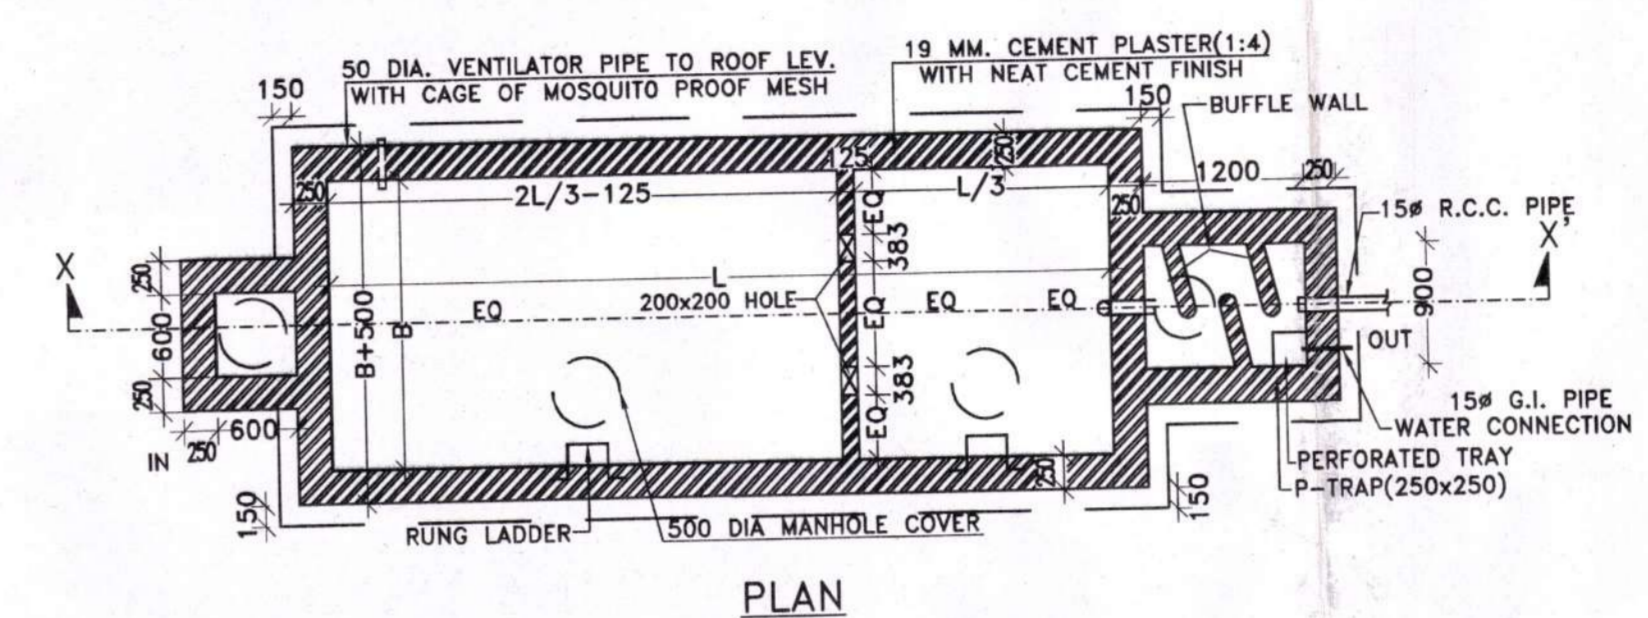 50 DIA. VENTILATOR PIPE TO ROOF LEV.
WITH CAGE OF MOSQUITO PROOF MESH
19 MM. CEMENT PLASTER(1:4)
WITH NEAT CEMENT FINISH
150
150
BUFFLE WALL
125
250
1200
250
250
2L/3-125
L/3
250
15ø R.C.C. PIPE
EQ
383
X
X'
250
L
200x200 HOLE
EQ
EQ
EQ
EQ
B+500
B
600
900
OUT
383
250
EQ
15ø G.I. PIPE
WATER CONNECTION
600
250
IN
PERFORATED TRAY
P-TRAP(250x250)
250
150
150
RUNG LADDER
500 DIA MANHOLE COVER
PLAN